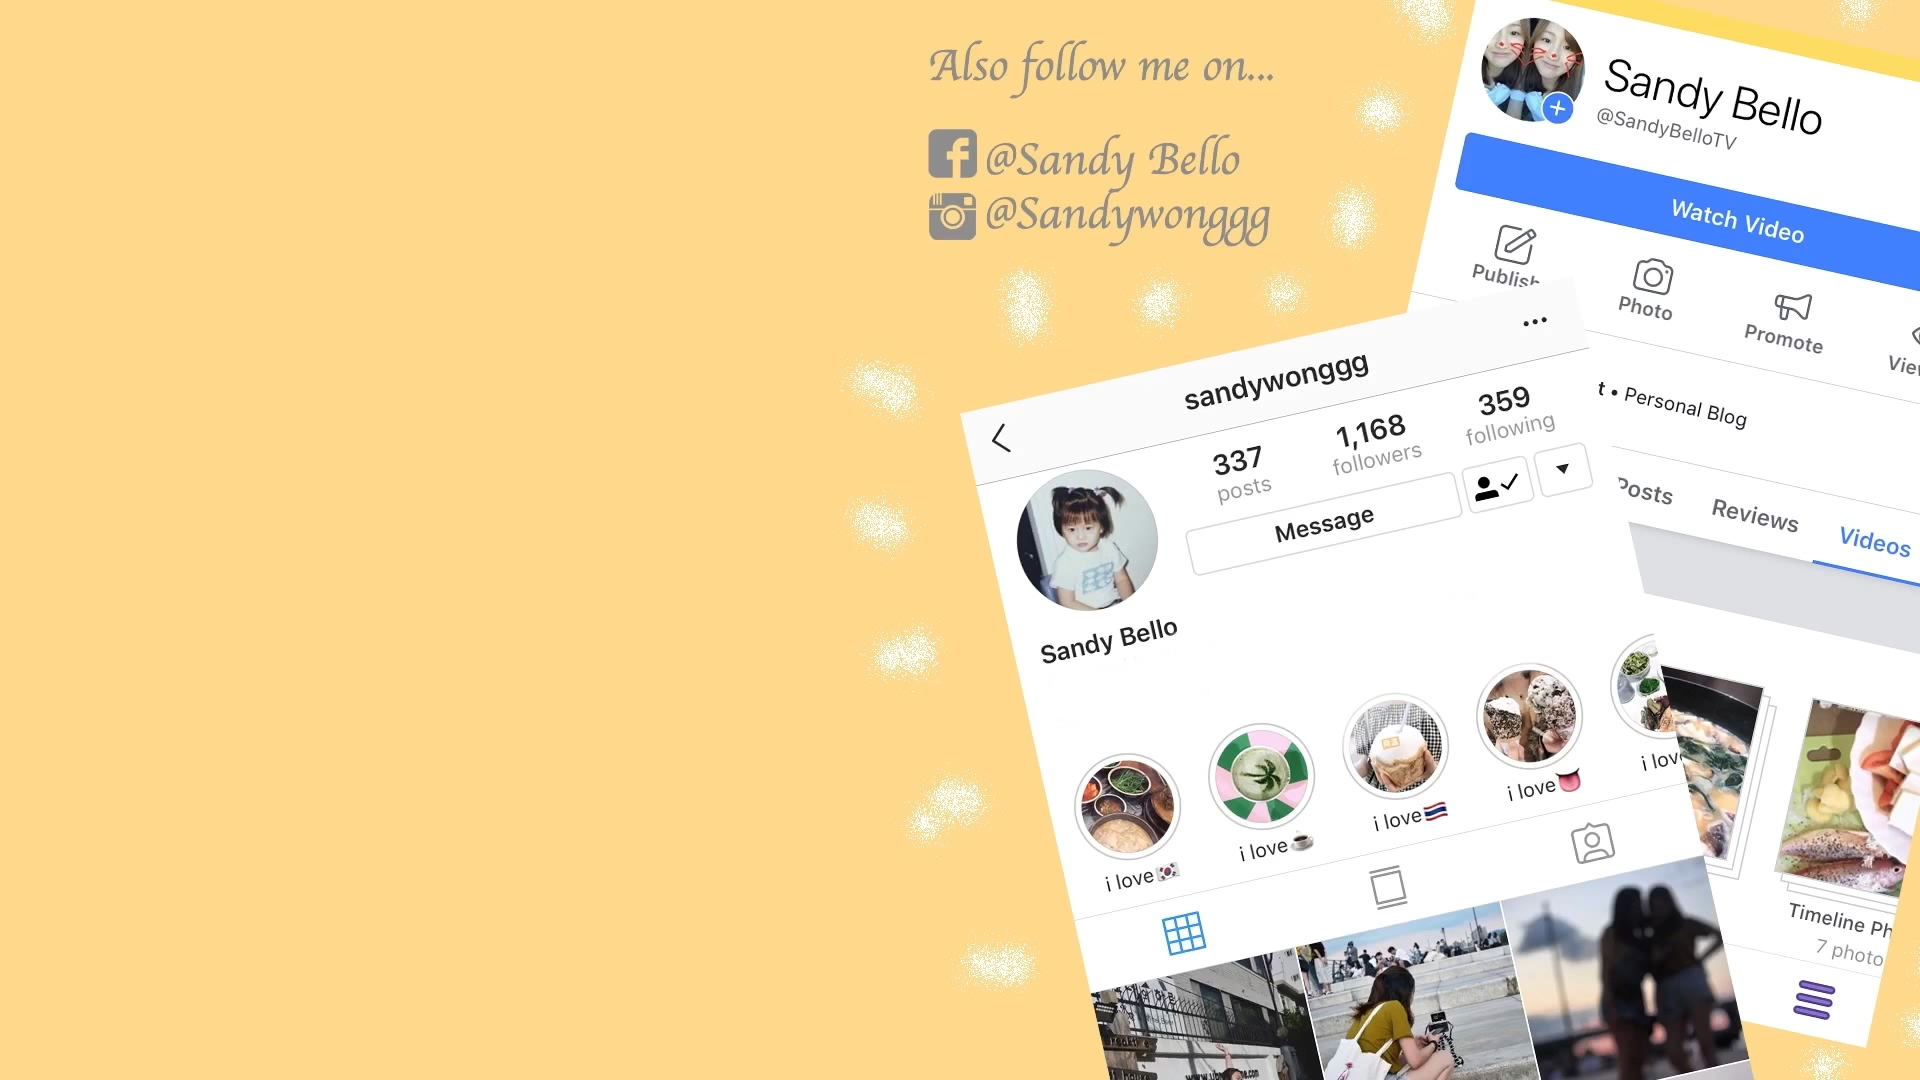 Also follow me on...
@Sandy Bello
@Sandywonggg
Sandy Bello
@SandyBelloTV
Watch Video
Publish
Photo
Promote
View
t • Personal Blog
Posts
Reviews
Videos
Timeline Ph
7 photo
sandywonggg
337
posts
1,168
followers
359
following
Message
Sandy Bello
i love🇰🇷
i love☕
i love🇹🇭
i love👅
i lov